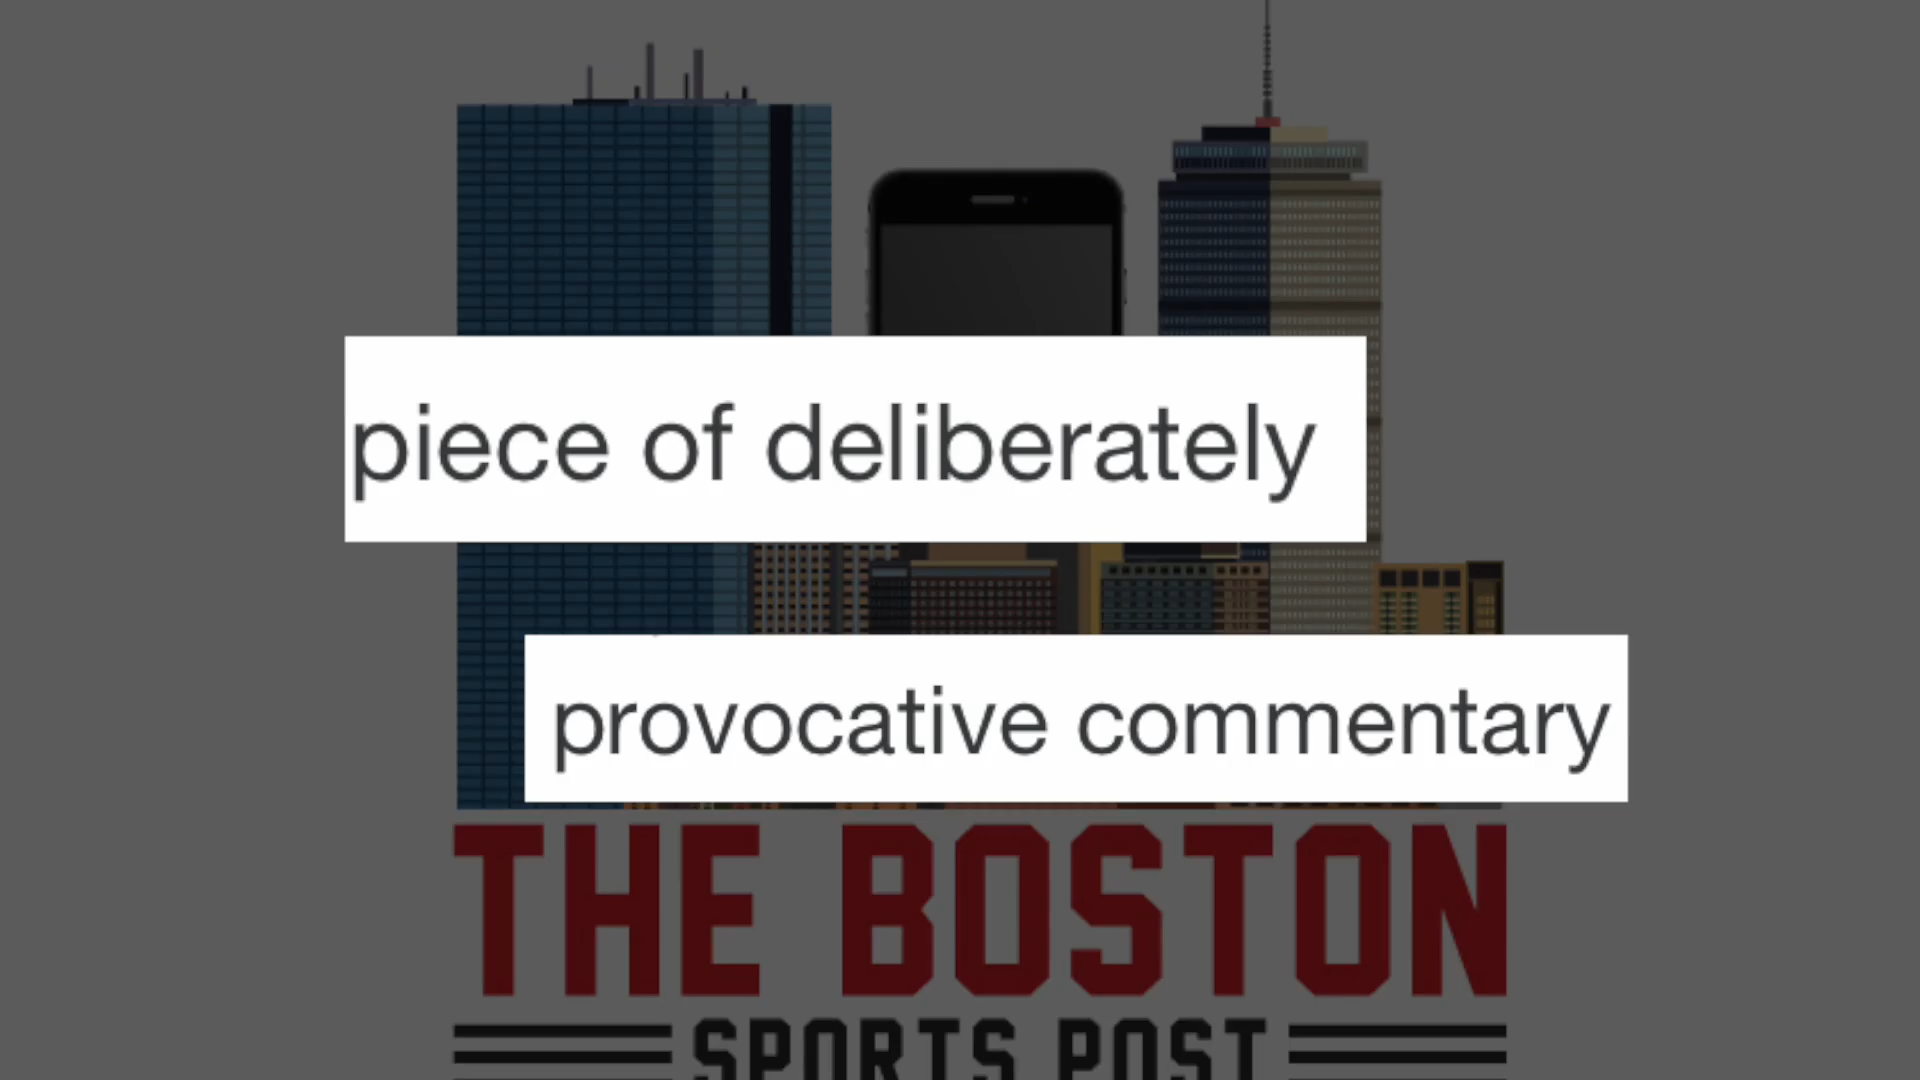 piece of deliberately
provocative commentary
THE BOSTON
SPORTS POST